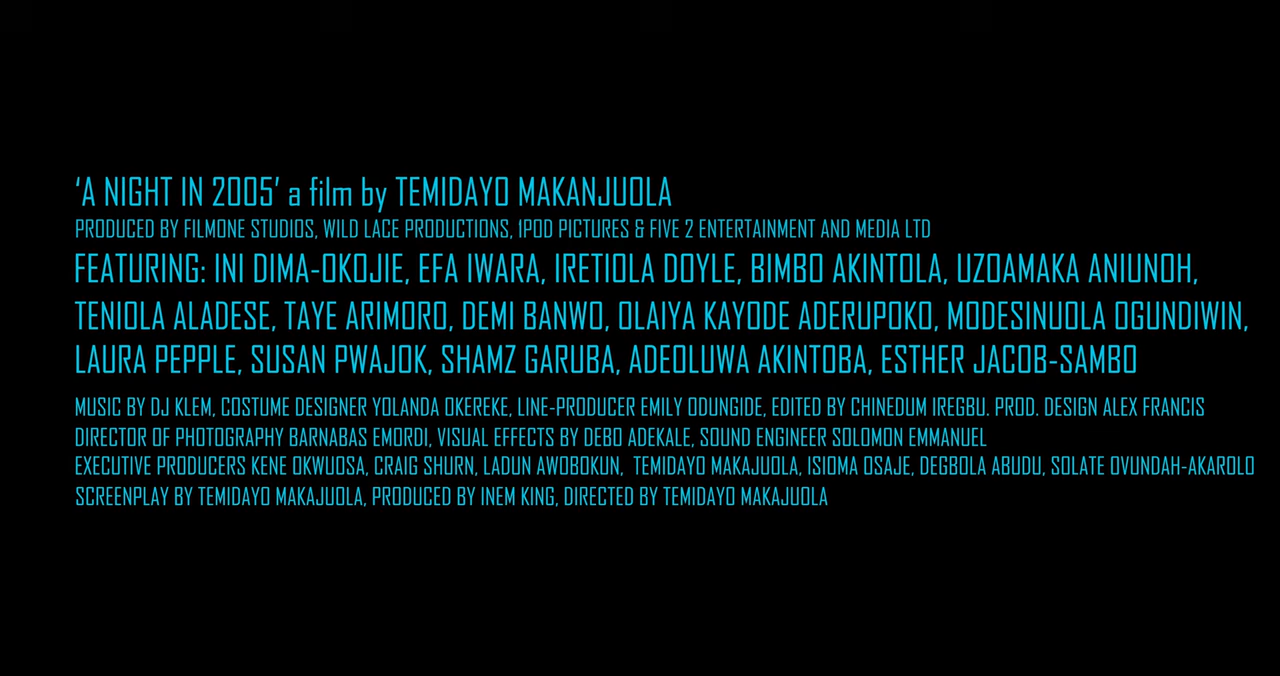 ‘A NIGHT IN 2005’ a film by TEMIDAYO MAKANJUOLA
PRODUCED BY FILMONE STUDIOS, WILD LACE PRODUCTIONS, 1POD PICTURES & FIVE 2 ENTERTAINMENT AND MEDIA LTD
FEATURING: INI DIMA-OKOJIE, EFA IWARA, IRETIOLA DOYLE, BIMBO AKINTOLA, UZOAMAKA ANIUNOH,
TENIOLA ALADESE, TAYE ARIMORO, DEMI BANWO, OLAIYA KAYODE ADERUPOKO, MODESINUOLA OGUNDIWIN,
LAURA PEPPLE, SUSAN PWAJOK, SHAMZ GARUBA, ADEOLUWA AKINTOBA, ESTHER JACOB-SAMBO
MUSIC BY DJ KLEM, COSTUME DESIGNER YOLANDA OKEREKE, LINE-PRODUCER EMILY ODUNGIDE, EDITED BY CHINEDUM IREGBU. PROD. DESIGN ALEX FRANCIS
DIRECTOR OF PHOTOGRAPHY BARNABAS EMORDI, VISUAL EFFECTS BY DEBO ADEKALE, SOUND ENGINEER SOLOMON EMMANUEL
EXECUTIVE PRODUCERS KENE OKWUOSA, CRAIG SHURN, LADUN AWOBOKUN, TEMIDAYO MAKAJUOLA, ISIOMA OSAJE, DEGBOLA ABUDU, SOLATE OVUNDAH-AKAROLO
SCREENPLAY BY TEMIDAYO MAKAJUOLA, PRODUCED BY INEM KING, DIRECTED BY TEMIDAYO MAKAJUOLA